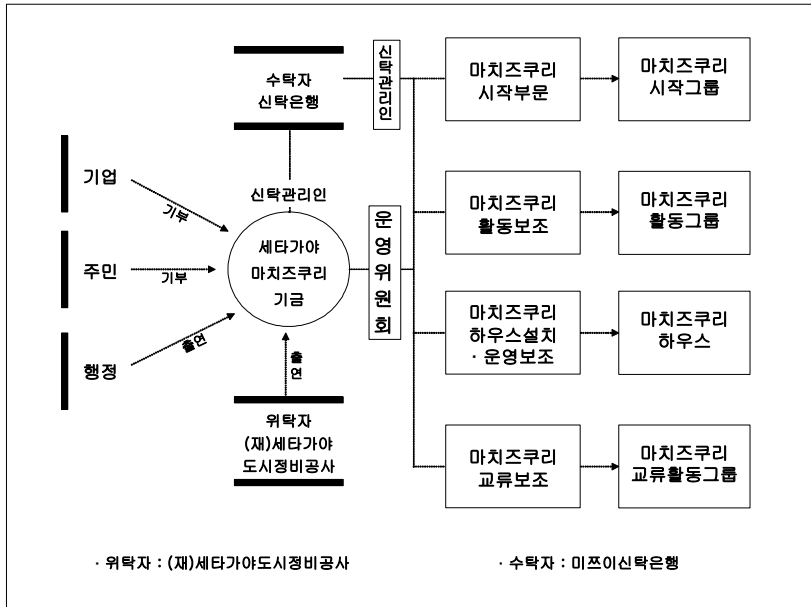 수탁자
신탁은행
신탁관리인
마치즈쿠리
시작부문
마치즈쿠리
시작그룹
기업
기부
신탁관리인
주민
기부
세타가야
마치즈쿠리
기금
운영위원회
마치즈쿠리
활동보조
마치즈쿠리
활동그룹
행정
출연
출연
마치즈쿠리
하우스설치
· 운영보조
마치즈쿠리
하우스
위탁자
(재)세타가야
도시정비공사
마치즈쿠리
교류보조
마치즈쿠리
교류활동그룹
· 위탁자 : (재)세타가야도시정비공사
· 수탁자 : 미쯔이신탁은행